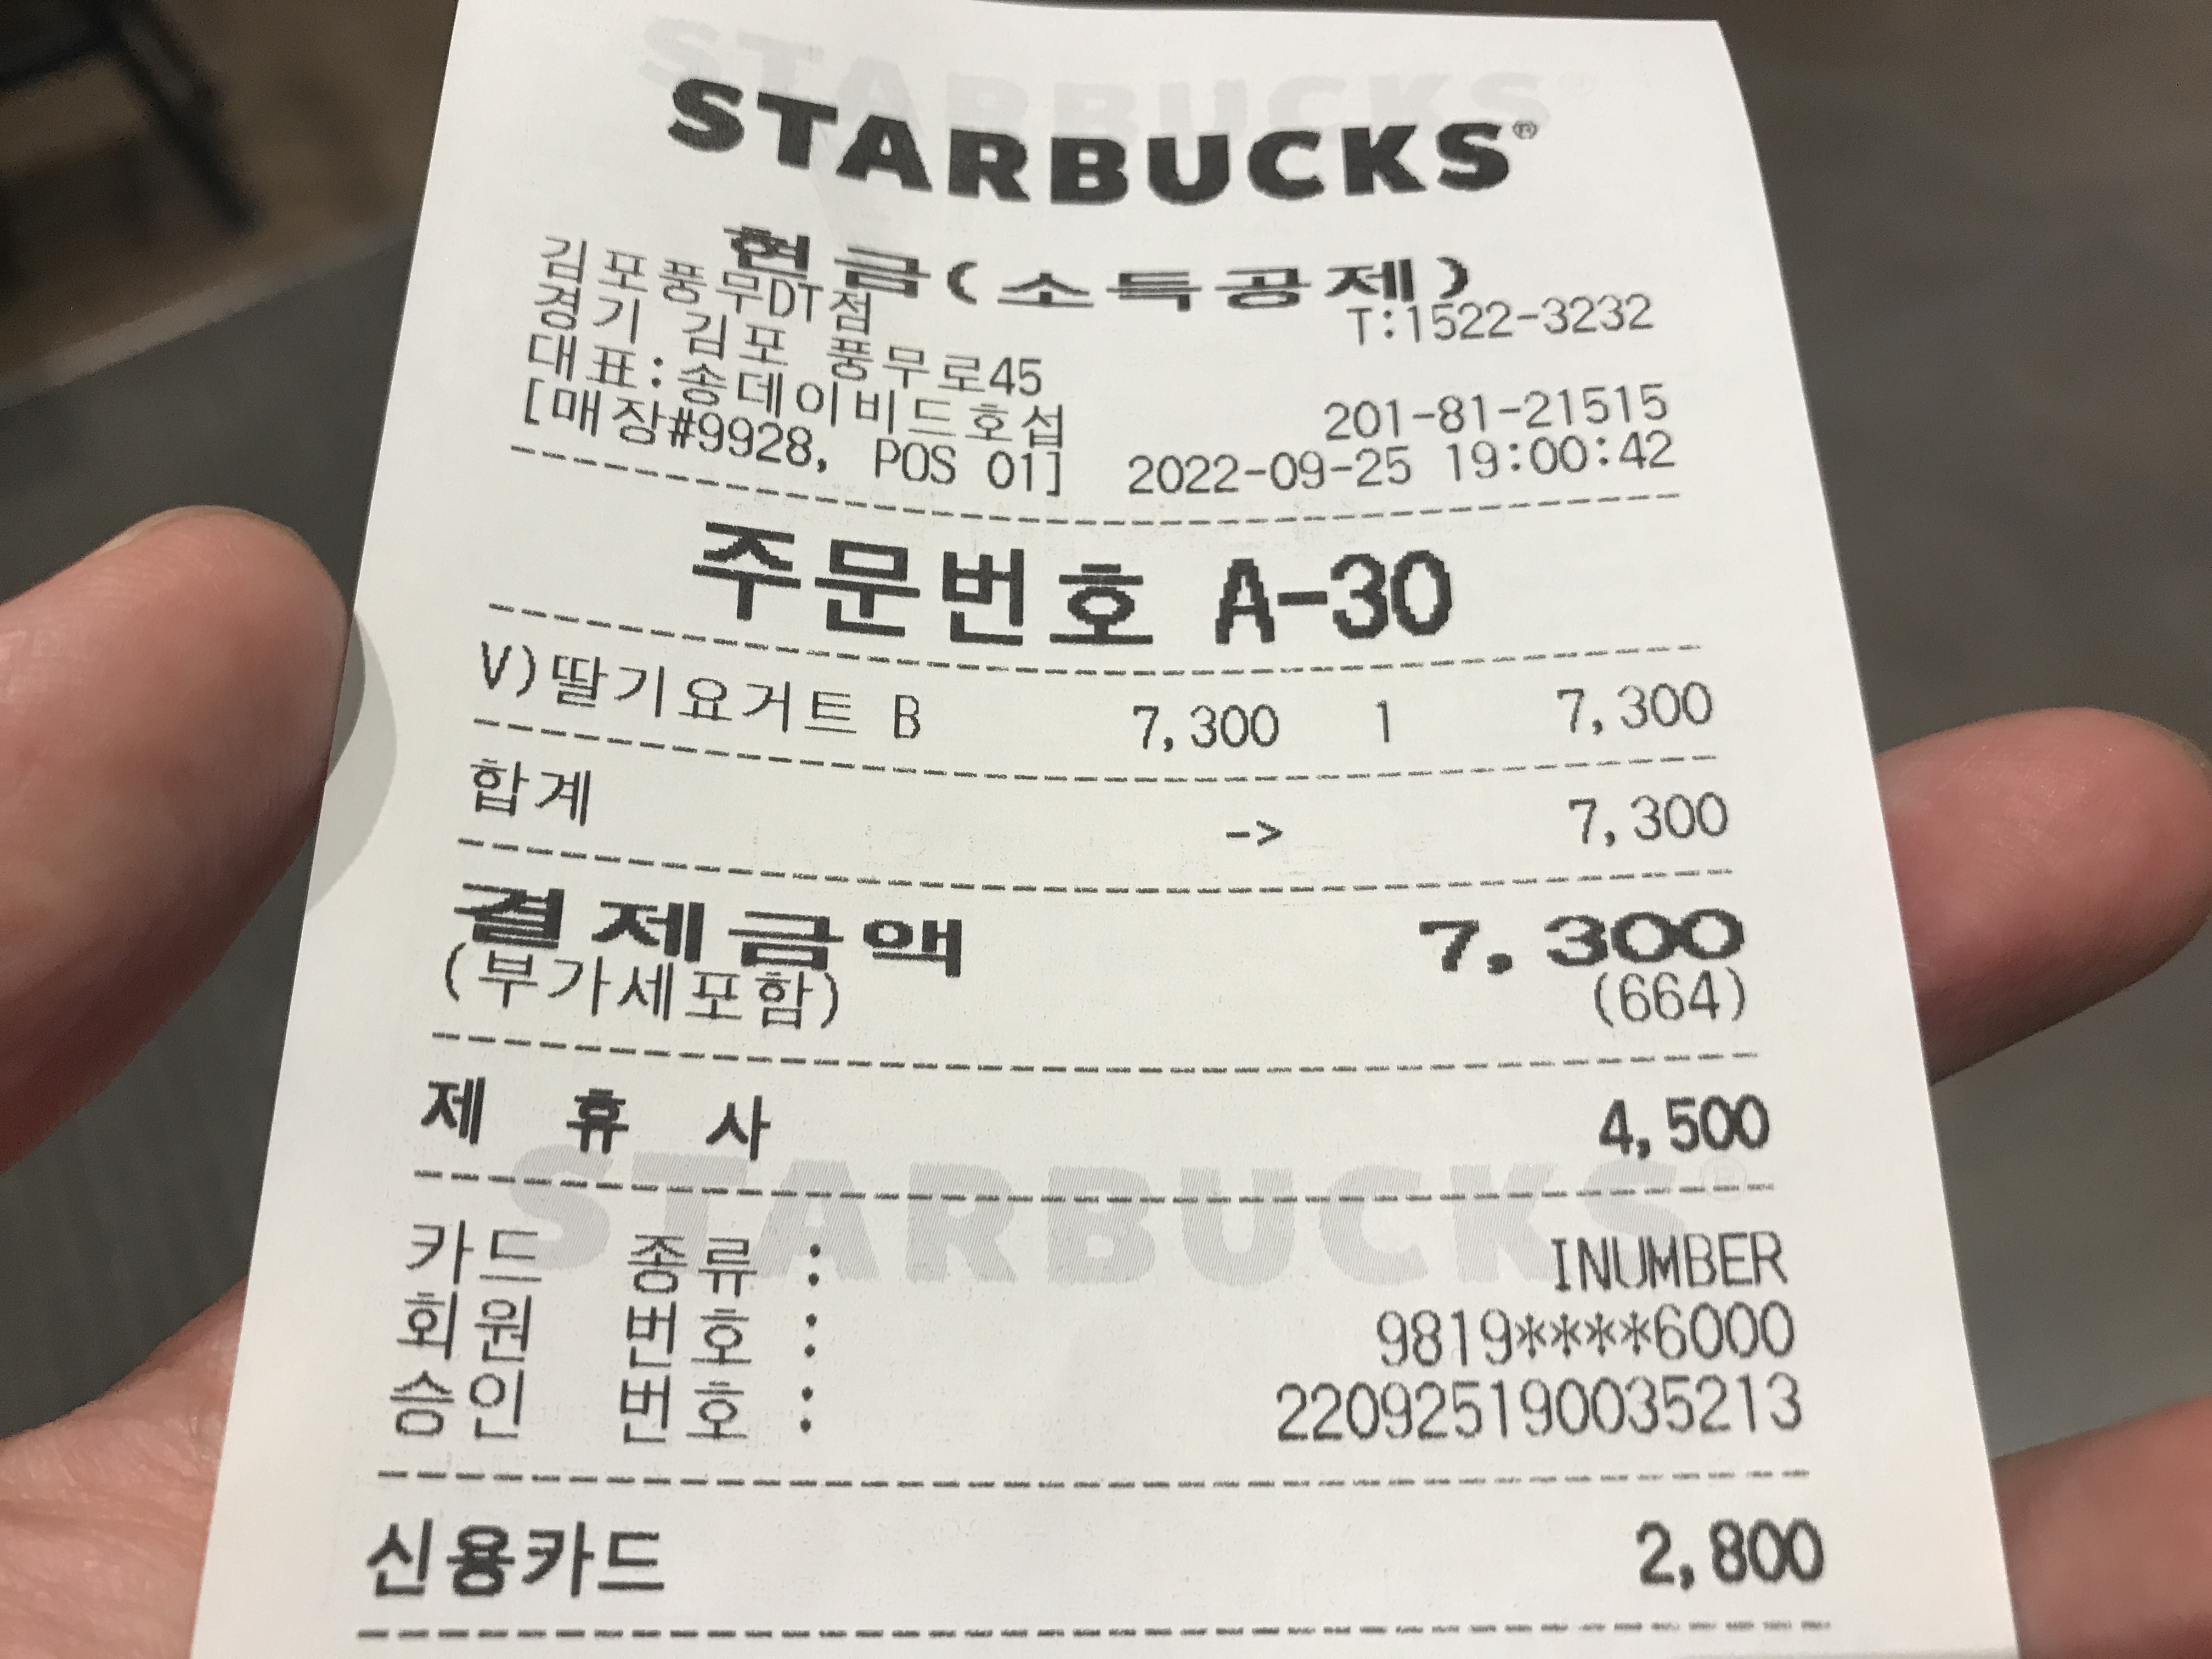 STARBUCKS®
현금(소득공제)
김포풍무DT점 T:1522-3232
경기 김포 풍무로45
대표:송데이비드호섭 201-81-21515
[매장#9928, POS 01] 2022-09-25 19:00:42
주문번호 A-30
V)딸기요거트 B 7,300 1 7,300
합계 -> 7,300
결제금액 7,300
(부가세포함) (664)
제 휴 사 4,500
STARBUCKS®
카드 종류 : INUMBER
회원 번호 : 9819****6000
승인 번호 : 220925190035213
신용카드 2,800